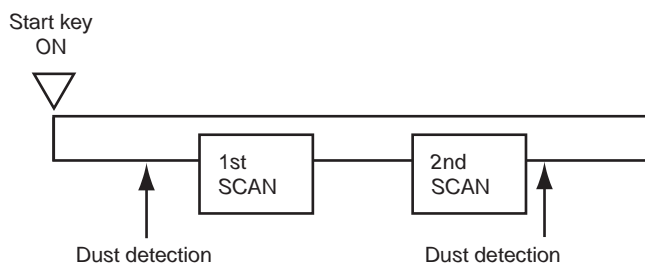 Start key
ON
1st
SCAN
2nd
SCAN
Dust detection
Dust detection